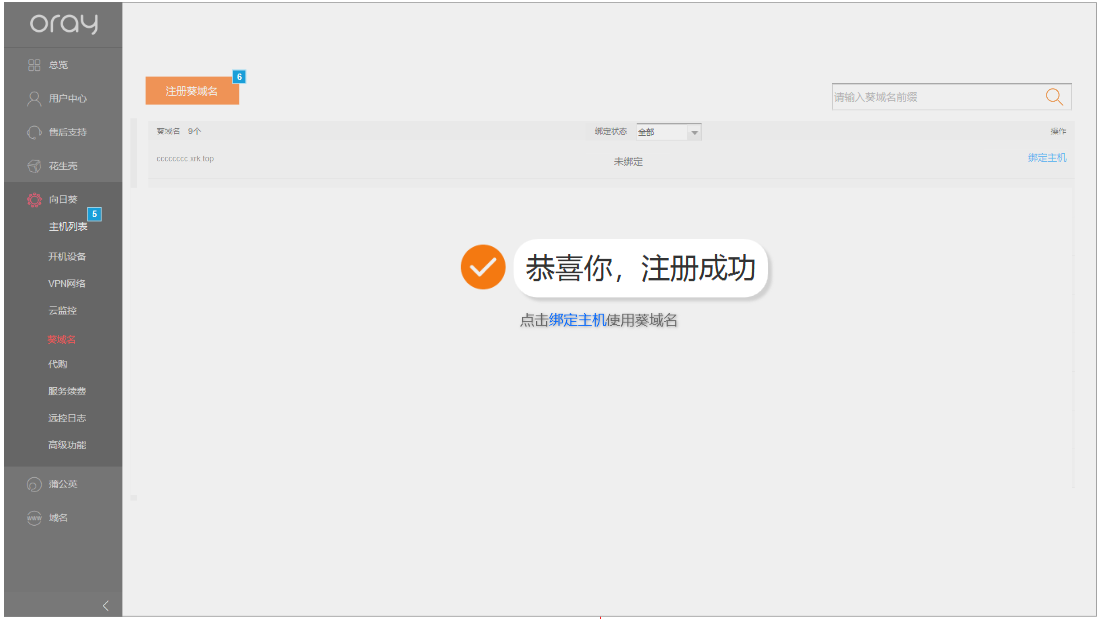 oray
总览
用户中心
售后支持
花生壳
向日葵
5
主机列表
开机设备
VPN网络
云监控
葵域名
代购
服务续费
远控日志
高级功能
蒲公英
www 域名
注册葵域名
6
请输入葵域名前缀
葵域名 9个 绑定状态 全部 操作
cccccccc xrk top 未绑定 绑定主机
恭喜你，注册成功
点击绑定主机使用葵域名